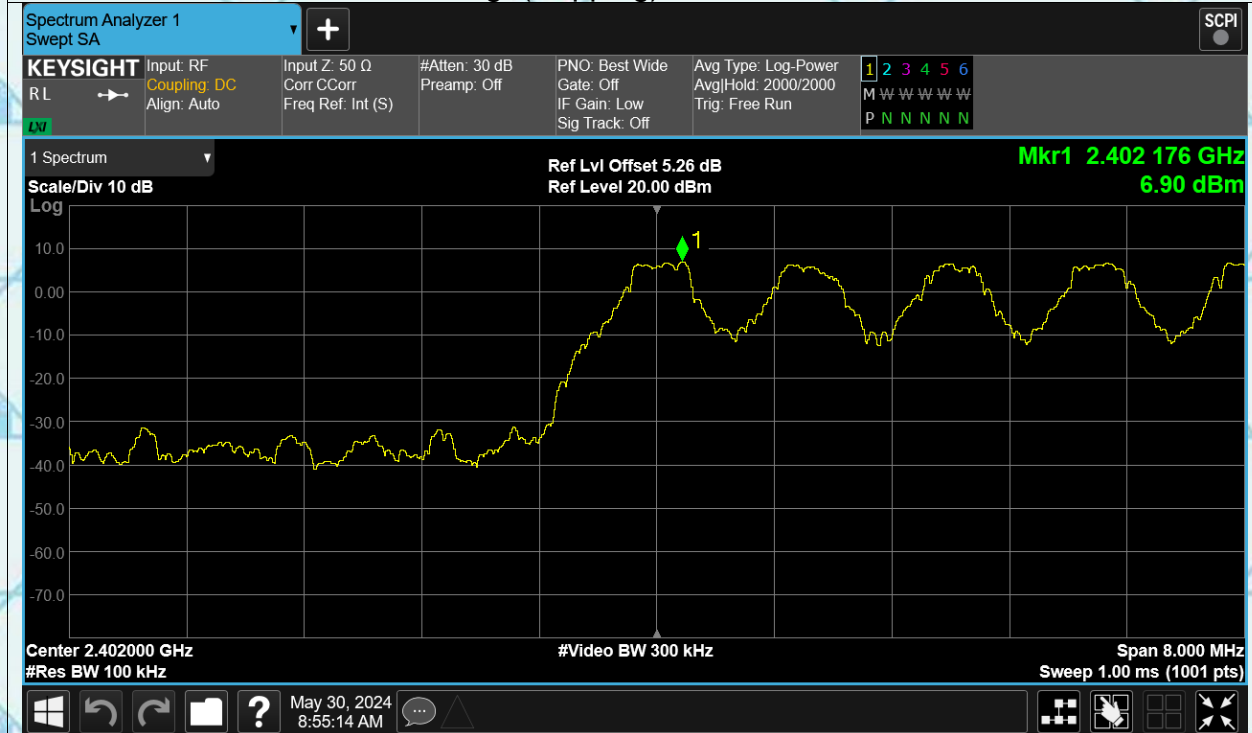 Spectrum Analyzer 1
Swept SA
+
SCPI
KEYSIGHT
RL
LXI
Input: RF
Coupling: DC
Align: Auto
Input Z: 50 Ω
Corr CCorr
Freq Ref: Int (S)
#Atten: 30 dB
Preamp: Off
PNO: Best Wide
Gate: Off
IF Gain: Low
Sig Track: Off
Avg Type: Log-Power
Avg|Hold: 2000/2000
Trig: Free Run
1 2 3 4 5 6
M W W W W W
P N N N N N
1 Spectrum
Scale/Div 10 dB
Log
Ref Lvl Offset 5.26 dB
Ref Level 20.00 dBm
Mkr1 2.402 176 GHz
6.90 dBm
1
10.0
0.00
-10.0
-20.0
-30.0
-40.0
-50.0
-60.0
-70.0
Center 2.402000 GHz
#Res BW 100 kHz
#Video BW 300 kHz
Span 8.000 MHz
Sweep 1.00 ms (1001 pts)
?
May 30, 2024
8:55:14 AM